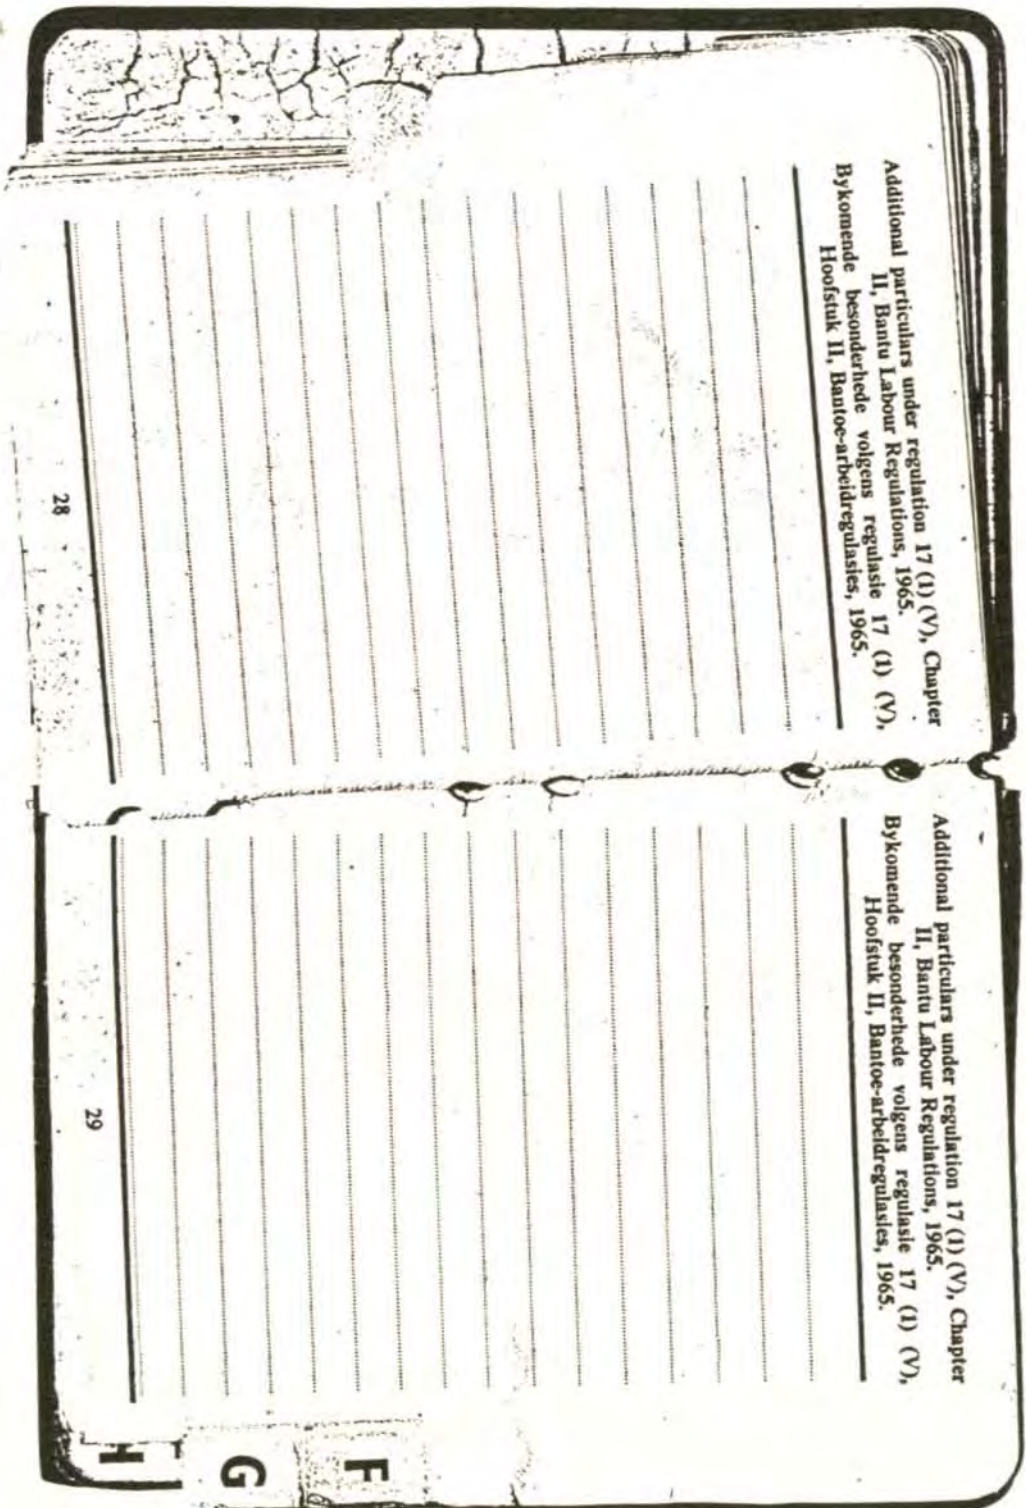 Additional particulars under regulation 17 (1) (V), Chapter
II, Bantu Labour Regulations, 1965.
Bykomende besonderhede volgens regulasie 17 (1) (V),
Hoofstuk II, Bantoe-arbeidregulasies, 1965.
28
Additional particulars under regulation 17 (1) (V), Chapter
II, Bantu Labour Regulations, 1965.
Bykomende besonderhede volgens regulasie 17 (1) (V),
Hoofstuk II, Bantoe-arbeidregulasies, 1965.
29
F
G
H